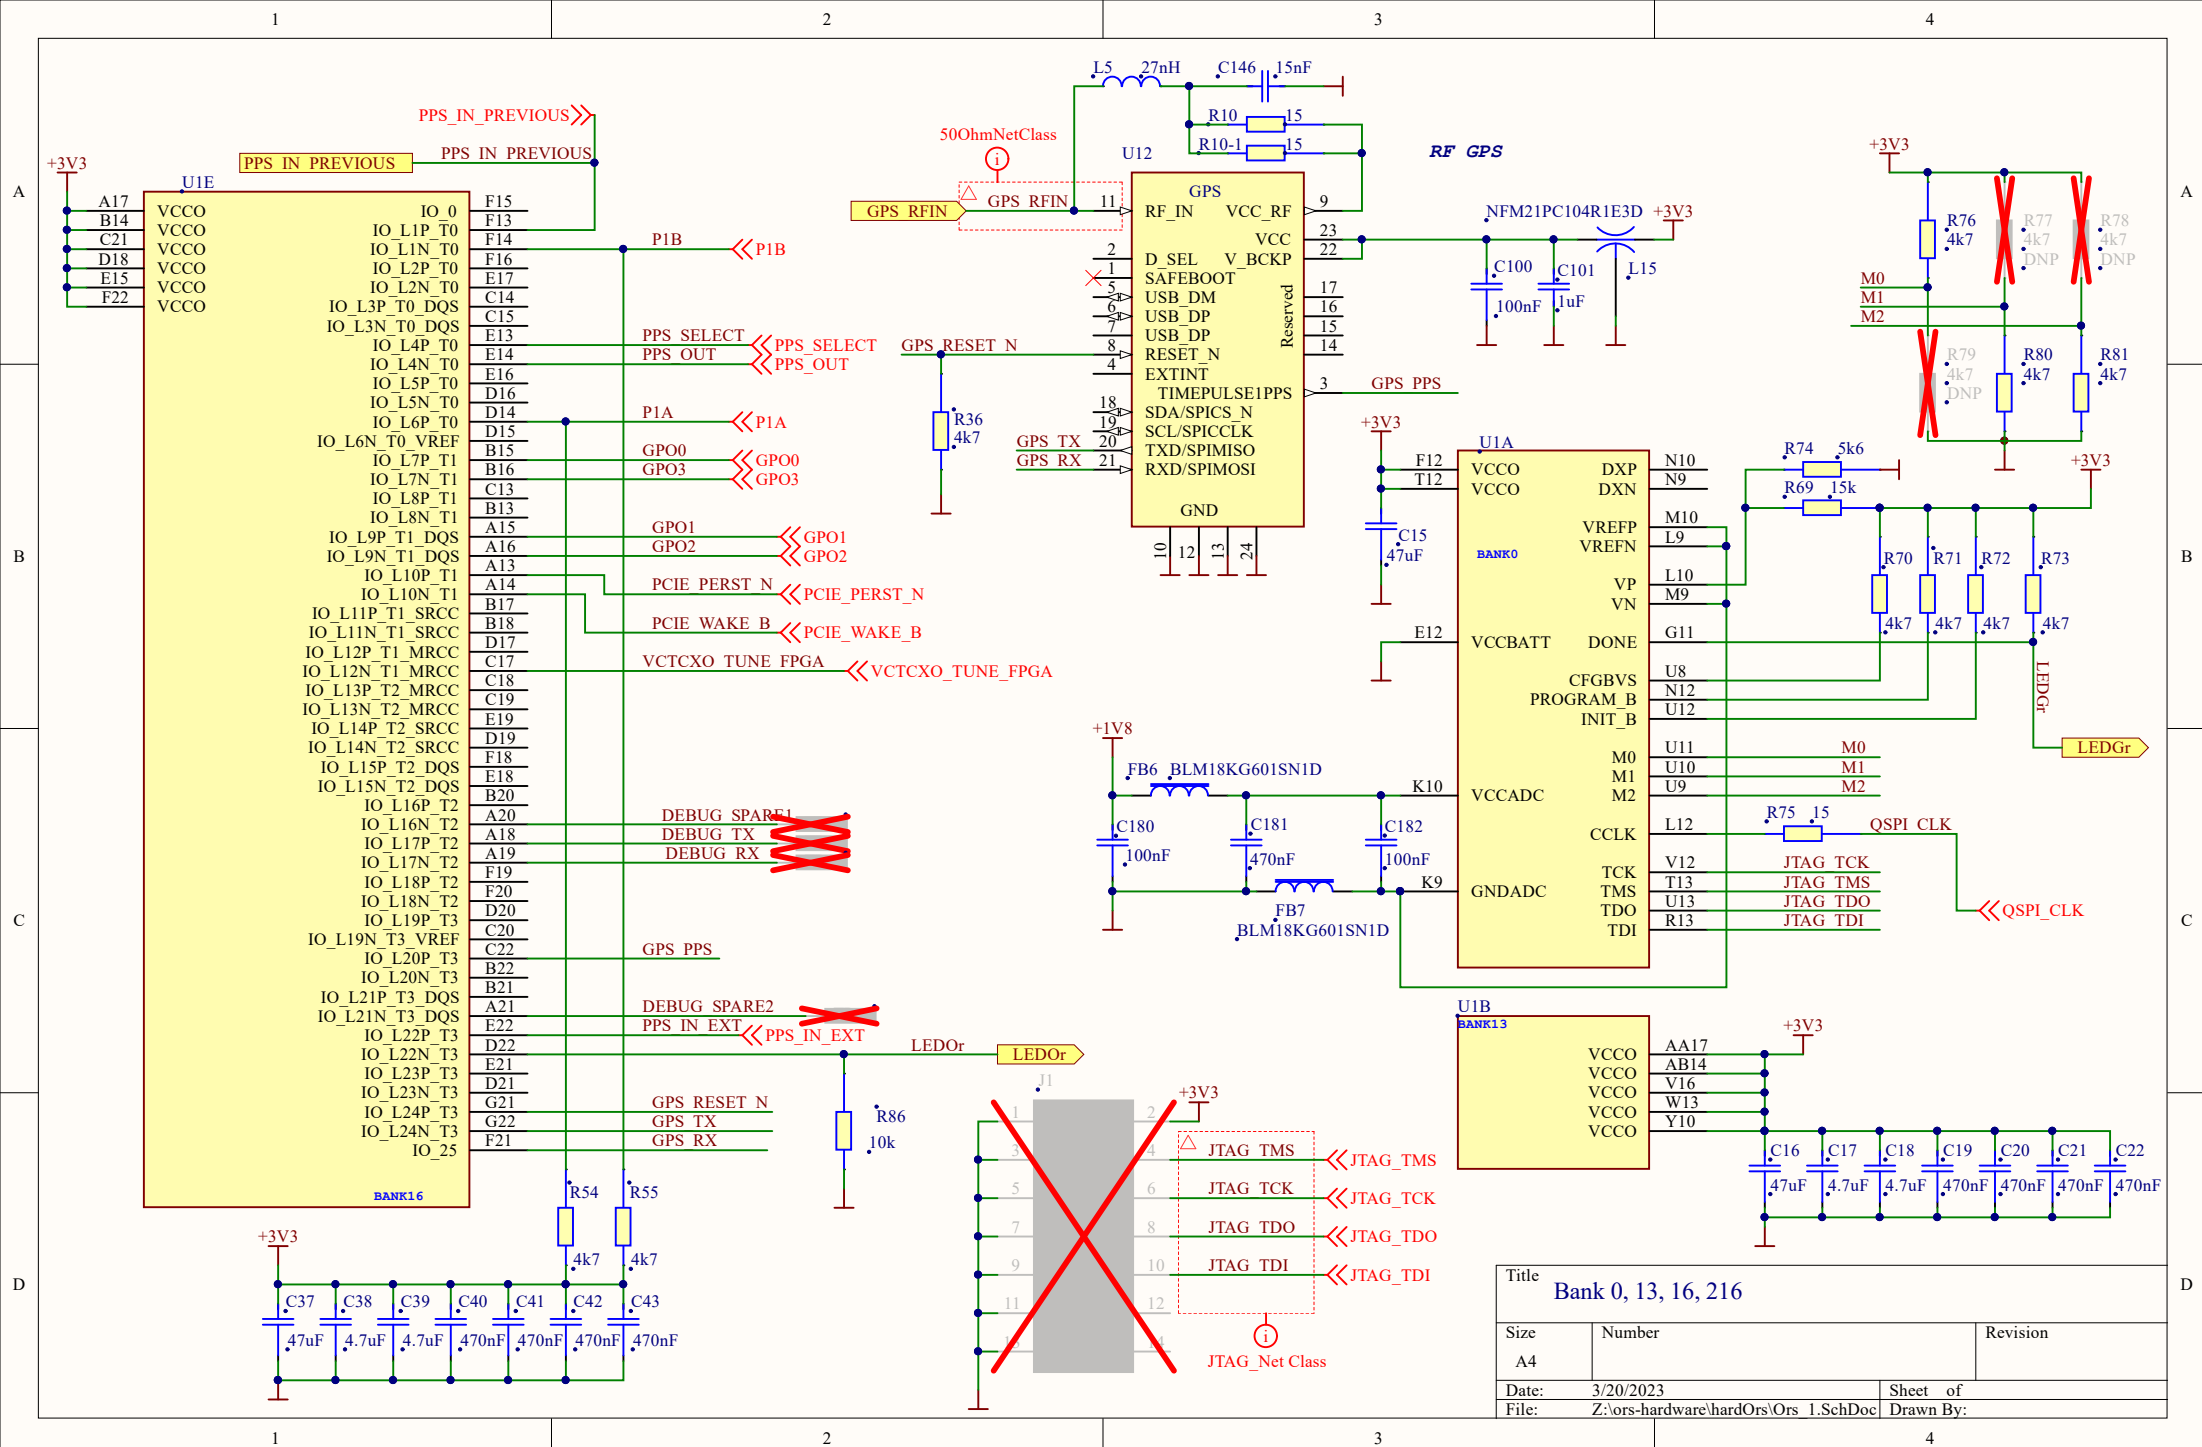 1 2 3 4
A B C D
A B C D
1 2 3 4
PPS_IN_PREVIOUS
PPS_IN_PREVIOUS PPS_IN_PREVIOUS
+3V3
U1E
A17 VCCO
B14 VCCO
C21 VCCO
D18 VCCO
E15 VCCO
F22 VCCO
IO_0 F15
IO_L1P_T0 F13
IO_L1N_T0 F14 P1B P1B
IO_L2P_T0 F16
IO_L2N_T0 E17
IO_L3P_T0_DQS C14
IO_L3N_T0_DQS C15
IO_L4P_T0 E13 PPS_SELECT PPS_SELECT
IO_L4N_T0 E14 PPS_OUT PPS_OUT
IO_L5P_T0 E16
IO_L5N_T0 D16
IO_L6P_T0 D14 P1A P1A
IO_L6N_T0_VREF D15
IO_L7P_T1 B15 GPO0 GPO0
IO_L7N_T1 B16 GPO3 GPO3
IO_L8P_T1 C13
IO_L8N_T1 B13
IO_L9P_T1_DQS A15 GPO1 GPO1
IO_L9N_T1_DQS A16 GPO2 GPO2
IO_L10P_T1 A13
IO_L10N_T1 A14 PCIE_PERST_N PCIE_PERST_N
IO_L11P_T1_SRCC B17
IO_L11N_T1_SRCC B18 PCIE_WAKE_B PCIE_WAKE_B
IO_L12P_T1_MRCC D17
IO_L12N_T1_MRCC C17 VCTCXO_TUNE_FPGA VCTCXO_TUNE_FPGA
IO_L13P_T2_MRCC C18
IO_L13N_T2_MRCC C19
IO_L14P_T2_SRCC E19
IO_L14N_T2_SRCC D19
IO_L15P_T2_DQS F18
IO_L15N_T2_DQS E18
IO_L16P_T2 B20
IO_L16N_T2 A20 DEBUG_SPARE1
IO_L17P_T2 A18 DEBUG_TX
IO_L17N_T2 A19 DEBUG_RX
IO_L18P_T2 F19
IO_L18N_T2 F20
IO_L19P_T3 D20
IO_L19N_T3_VREF C20
IO_L20P_T3 C22 GPS_PPS
IO_L20N_T3 B22
IO_L21P_T3_DQS B21
IO_L21N_T3_DQS A21 DEBUG_SPARE2
IO_L22P_T3 E22 PPS_IN_EXT PPS_IN_EXT
IO_L22N_T3 D22 LEDOr LEDOr
IO_L23P_T3 E21
IO_L23N_T3 D21
IO_L24P_T3 G21 GPS_RESET_N
IO_L24N_T3 G22 GPS_TX
IO_25 F21 GPS_RX
BANK16
R54 4k7
R55 4k7
R86 10k
+3V3
C37 C38 C39 C40 C41 C42 C43
47uF 4.7uF 4.7uF 470nF 470nF 470nF 470nF
L5 27nH C146 15nF
R10 15
R10-1 15
50OhmNetClass
i
RF GPS
U12
GPS
GPS_RFIN GPS_RFIN 11 RF_IN
VCC_RF 9
VCC 23
V_BCKP 22
2 D_SEL
1 SAFEBOOT
5 USB_DM
6 USB_DP
7 USB_DP
GPS_RESET_N 8 RESET_N
4 EXTINT
Reserved 17 16 15 14
TIMEPULSE1PPS 3 GPS_PPS
18 SDA/SPICS_N
19 SCL/SPICCLK
GPS_TX 20 TXD/SPIMISO
GPS_RX 21 RXD/SPIMOSI
GND
10 12 13 24
R36 4k7
NFM21PC104R1E3D +3V3
C100 100nF
C101 1uF
L15
+3V3
R76 4k7
R77 4k7 DNP
R78 4k7 DNP
M0
M1
M2
R79 4k7 DNP
R80 4k7
R81 4k7
+3V3
C15 47uF
U1A
BANK0
F12 VCCO
T12 VCCO
E12 VCCBATT
K10 VCCADC
K9 GNDADC
DXP N10
DXN N9
VREFP M10
VREFN L9
VP L10
VN M9
DONE G11
CFGBVS U8
PROGRAM_B N12
INIT_B U12
M0 U11 M0
M1 U10 M1
M2 U9 M2
CCLK L12 R75 15 QSPI_CLK
TCK V12 JTAG_TCK
TMS T13 JTAG_TMS
TDO U13 JTAG_TDO
TDI R13 JTAG_TDI
QSPI_CLK
R74 5k6
R69 15k
+3V3
R70 R71 R72 R73
4k7 4k7 4k7 4k7
LEDGr
LEDGr
+1V8
FB6 BLM18KG601SN1D
C180 100nF
C181 470nF
C182 100nF
FB7
BLM18KG601SN1D
U1B
BANK13
VCCO AA17
VCCO AB14
VCCO V16
VCCO W13
VCCO Y10
+3V3
C16 C17 C18 C19 C20 C21 C22
47uF 4.7uF 4.7uF 470nF 470nF 470nF 470nF
J1
+3V3
1 2
3 4 JTAG_TMS JTAG_TMS
5 6 JTAG_TCK JTAG_TCK
7 8 JTAG_TDO JTAG_TDO
9 10 JTAG_TDI JTAG_TDI
11 12
i
JTAG_Net Class
Title
Bank 0, 13, 16, 216
Size Number Revision
A4
Date: 3/20/2023 Sheet of
File: Z:\ors-hardware\hardOrs\Ors_1.SchDoc Drawn By: